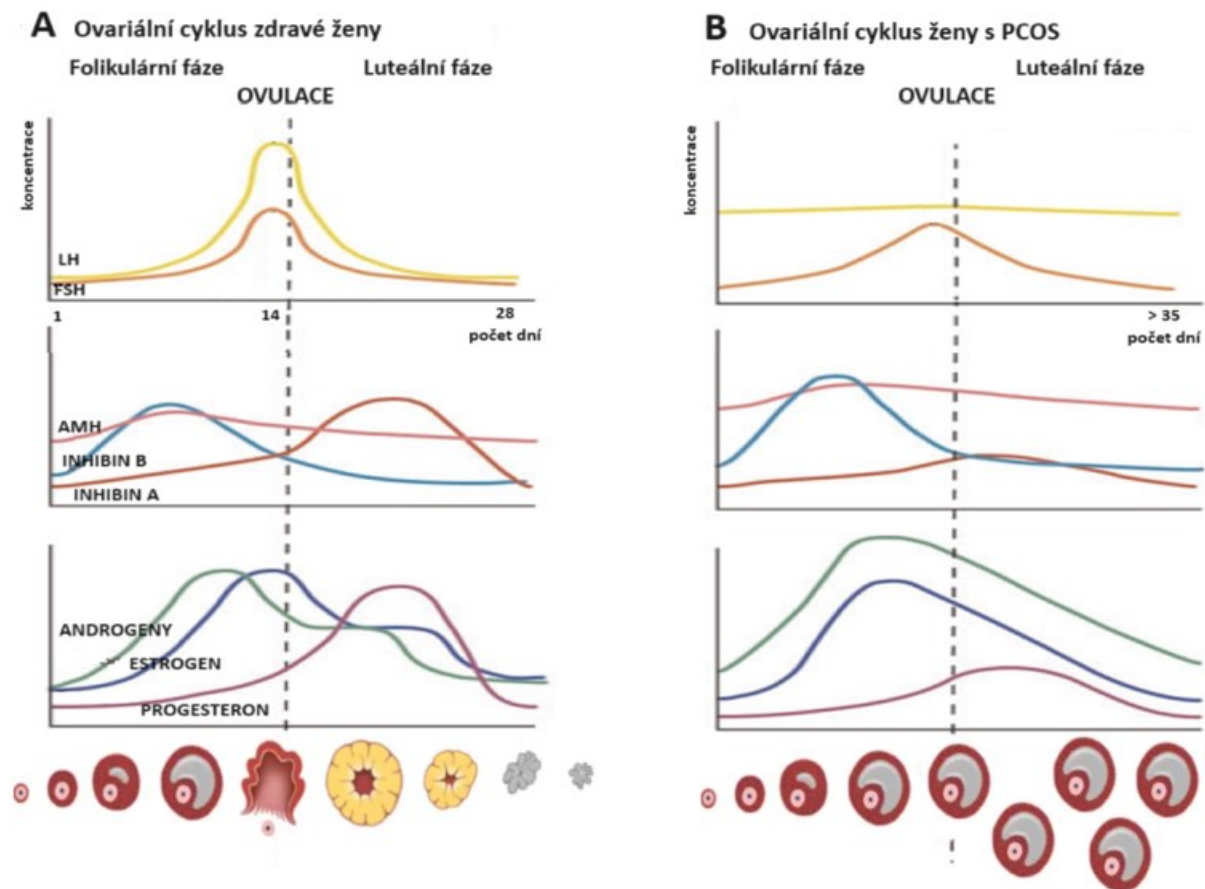 A Ovariální cyklus zdravé ženy
Folikulární fáze
Luteální fáze
OVULACE
koncentrace
LH
FSH
1
14
28
počet dní
AMH
INHIBIN B
INHIBIN A
ANDROGENY
ESTROGEN
PROGESTERON
B Ovariální cyklus ženy s PCOS
Folikulární fáze
Luteální fáze
OVULACE
koncentrace
> 35
počet dní